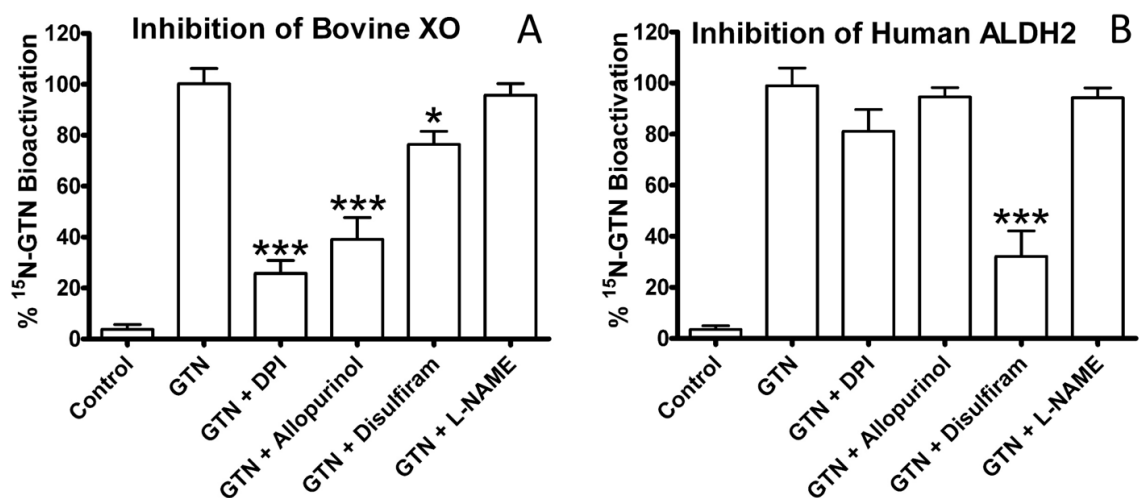 Inhibition of Bovine XO
A
% ¹⁵N-GTN Bioactivation
120
100
80
60
40
20
0
***
***
*
Control
GTN
GTN + DPI
GTN + Allopurinol
GTN + Disulfiram
GTN + L-NAME
Inhibition of Human ALDH2
B
% ¹⁵N-GTN Bioactivation
120
100
80
60
40
20
0
***
Control
GTN
GTN + DPI
GTN + Allopurinol
GTN + Disulfiram
GTN + L-NAME